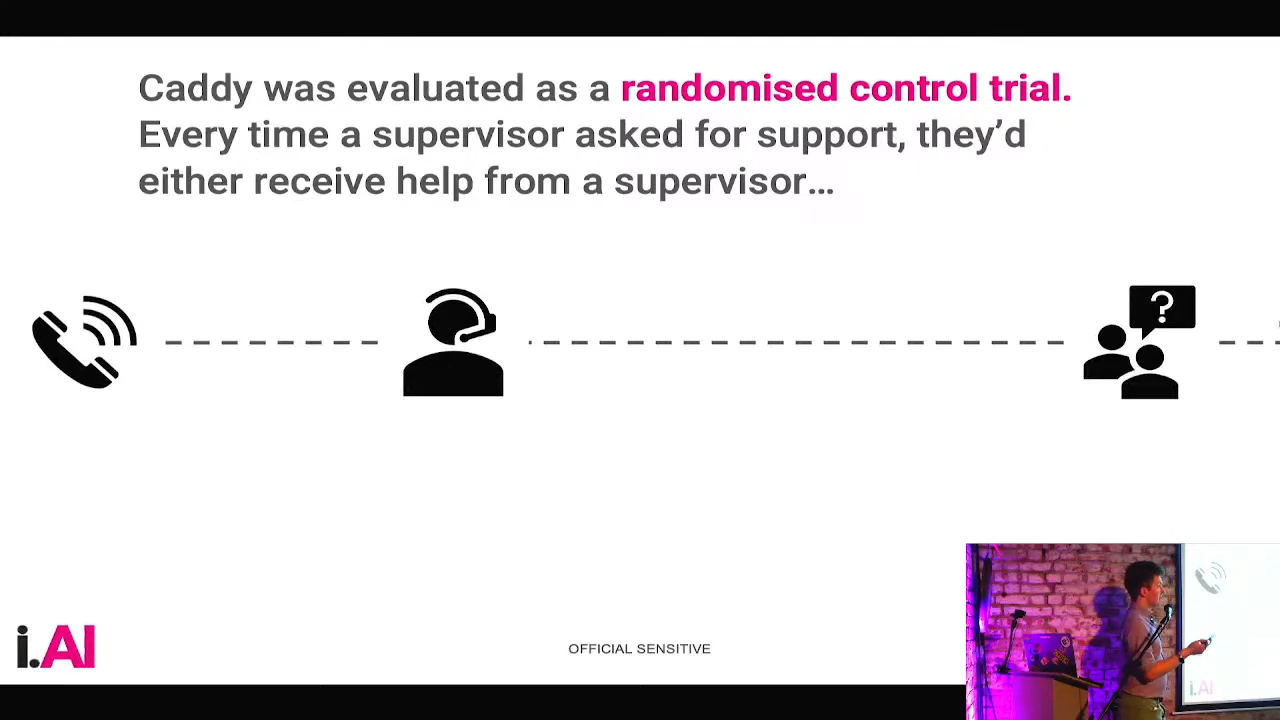 Caddy was evaluated as a randomised control trial.
Every time a supervisor asked for support, they’d
either receive help from a supervisor…
?
i.AI
OFFICIAL SENSITIVE
i.AI